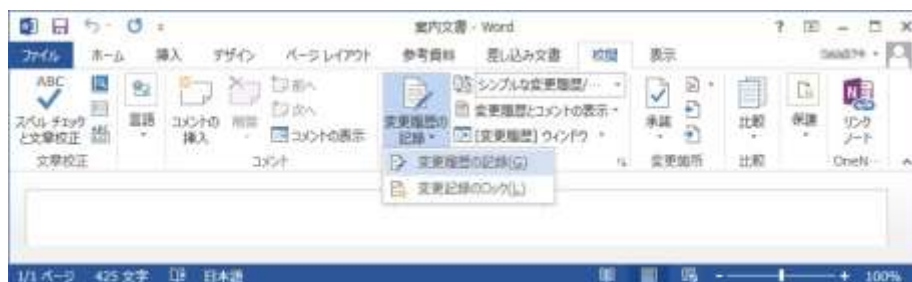 案内文書 - Word
ファイル ホーム 挿入 デザイン ページ レイアウト 参考資料 差し込み文書 校閲 表示
ABC 前へ シンプルな変更履歴/…
次へ 変更履歴とコメントの表示
スペル チェックと文章校正 言語 コメントの挿入 削除 コメントの表示 変更履歴の記録 [変更履歴] ウィンドウ 承諾 比較 保護 リンク ノート
文章校正 コメント 変更箇所 比較 OneN…
変更履歴の記録(G)
変更記録のロック(L)
1/1 ページ 425 文字 日本語 100%